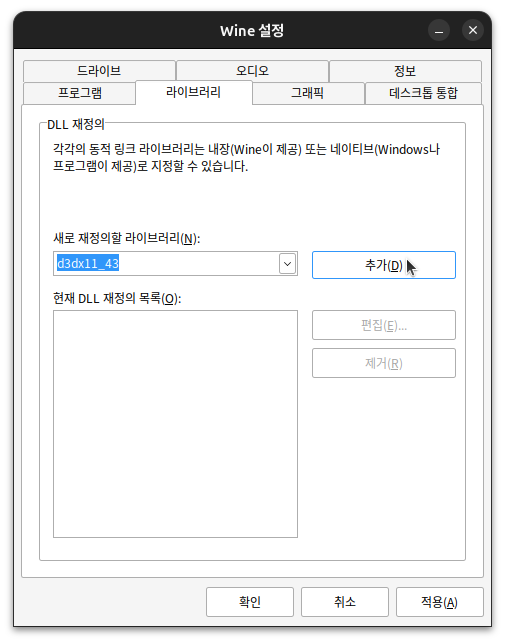 Wine 설정
드라이브
오디오
정보
프로그램
라이브러리
그래픽
데스크톱 통합
DLL 재정의
각각의 동적 링크 라이브러리는 내장(Wine이 제공) 또는 네이티브(Windows나
프로그램이 제공)로 지정할 수 있습니다.
새로 재정의할 라이브러리(N):
d3dx11_43
추가(D)
현재 DLL 재정의 목록(O):
편집(E)...
제거(R)
확인
취소
적용(A)